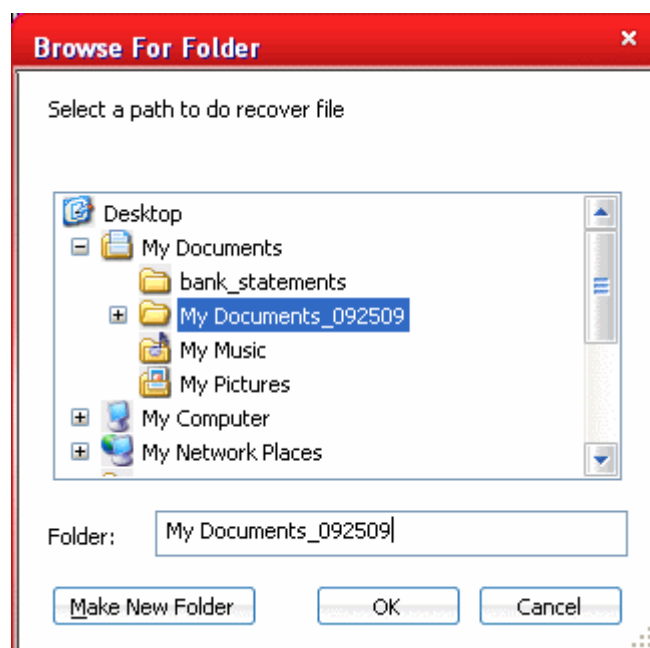 Browse For Folder
Select a path to do recover file
Desktop
My Documents
bank_statements
My Documents_092509
My Music
My Pictures
My Computer
My Network Places
Folder: My Documents_092509
Make New Folder OK Cancel